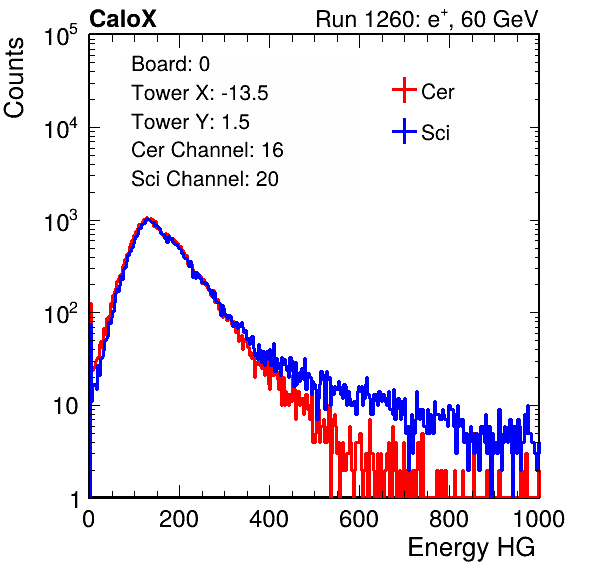 CaloX Run 1260: e⁺, 60 GeV
Counts
10⁵
10⁴
10³
10²
10
1
Board: 0
Tower X: -13.5
Tower Y: 1.5
Cer Channel: 16
Sci Channel: 20
Cer
Sci
0 200 400 600 800 1000
Energy HG